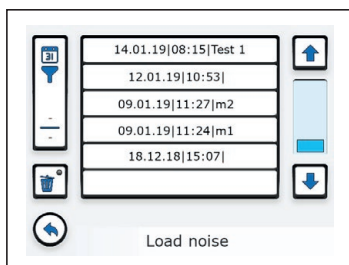 31
14.01.19|08:15|Test 1
12.01.19|10:53|
09.01.19|11:27|m2
09.01.19|11:24|m1
18.12.18|15:07|
-
-
Load noise